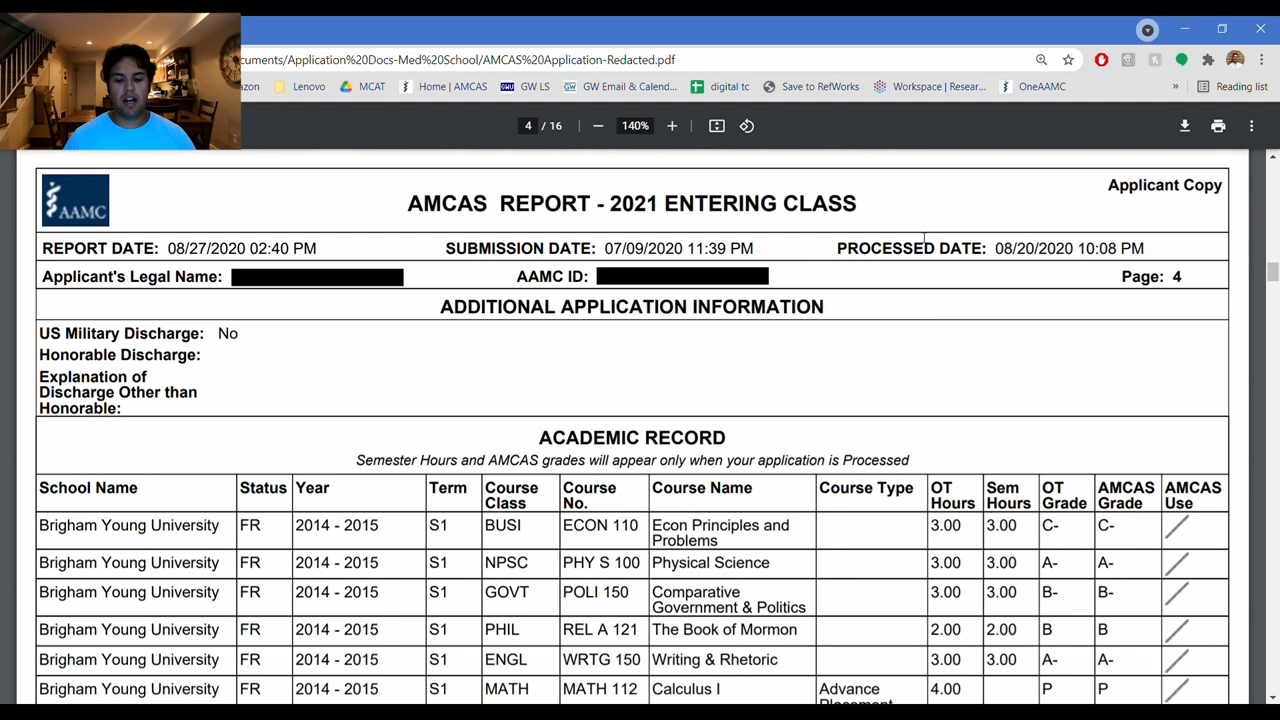 cuments/Application%20Docs-Med%20School/AMCAS%20Application-Redacted.pdf
azon Lenovo MCAT Home | AMCAS GWU GW LS GW Email & Calend... digital tc Save to RefWorks Workspace | Resear... OneAAMC » Reading list
4 / 16 — 140% +
AAMC
Applicant Copy
AMCAS REPORT - 2021 ENTERING CLASS
REPORT DATE: 08/27/2020 02:40 PM SUBMISSION DATE: 07/09/2020 11:39 PM PROCESSED DATE: 08/20/2020 10:08 PM
Applicant's Legal Name: AAMC ID: Page: 4
ADDITIONAL APPLICATION INFORMATION
US Military Discharge: No
Honorable Discharge:
Explanation of
Discharge Other than
Honorable:
ACADEMIC RECORD
Semester Hours and AMCAS grades will appear only when your application is Processed
School Name Status Year Term Course Class Course No. Course Name Course Type OT Hours Sem Hours OT Grade AMCAS Grade AMCAS Use
Brigham Young University FR 2014 - 2015 S1 BUSI ECON 110 Econ Principles and Problems 3.00 3.00 C- C-
Brigham Young University FR 2014 - 2015 S1 NPSC PHY S 100 Physical Science 3.00 3.00 A- A-
Brigham Young University FR 2014 - 2015 S1 GOVT POLI 150 Comparative Government & Politics 3.00 3.00 B- B-
Brigham Young University FR 2014 - 2015 S1 PHIL REL A 121 The Book of Mormon 2.00 2.00 B B
Brigham Young University FR 2014 - 2015 S1 ENGL WRTG 150 Writing & Rhetoric 3.00 3.00 A- A-
Brigham Young University FR 2014 - 2015 S1 MATH MATH 112 Calculus I Advance Placement 4.00 P P